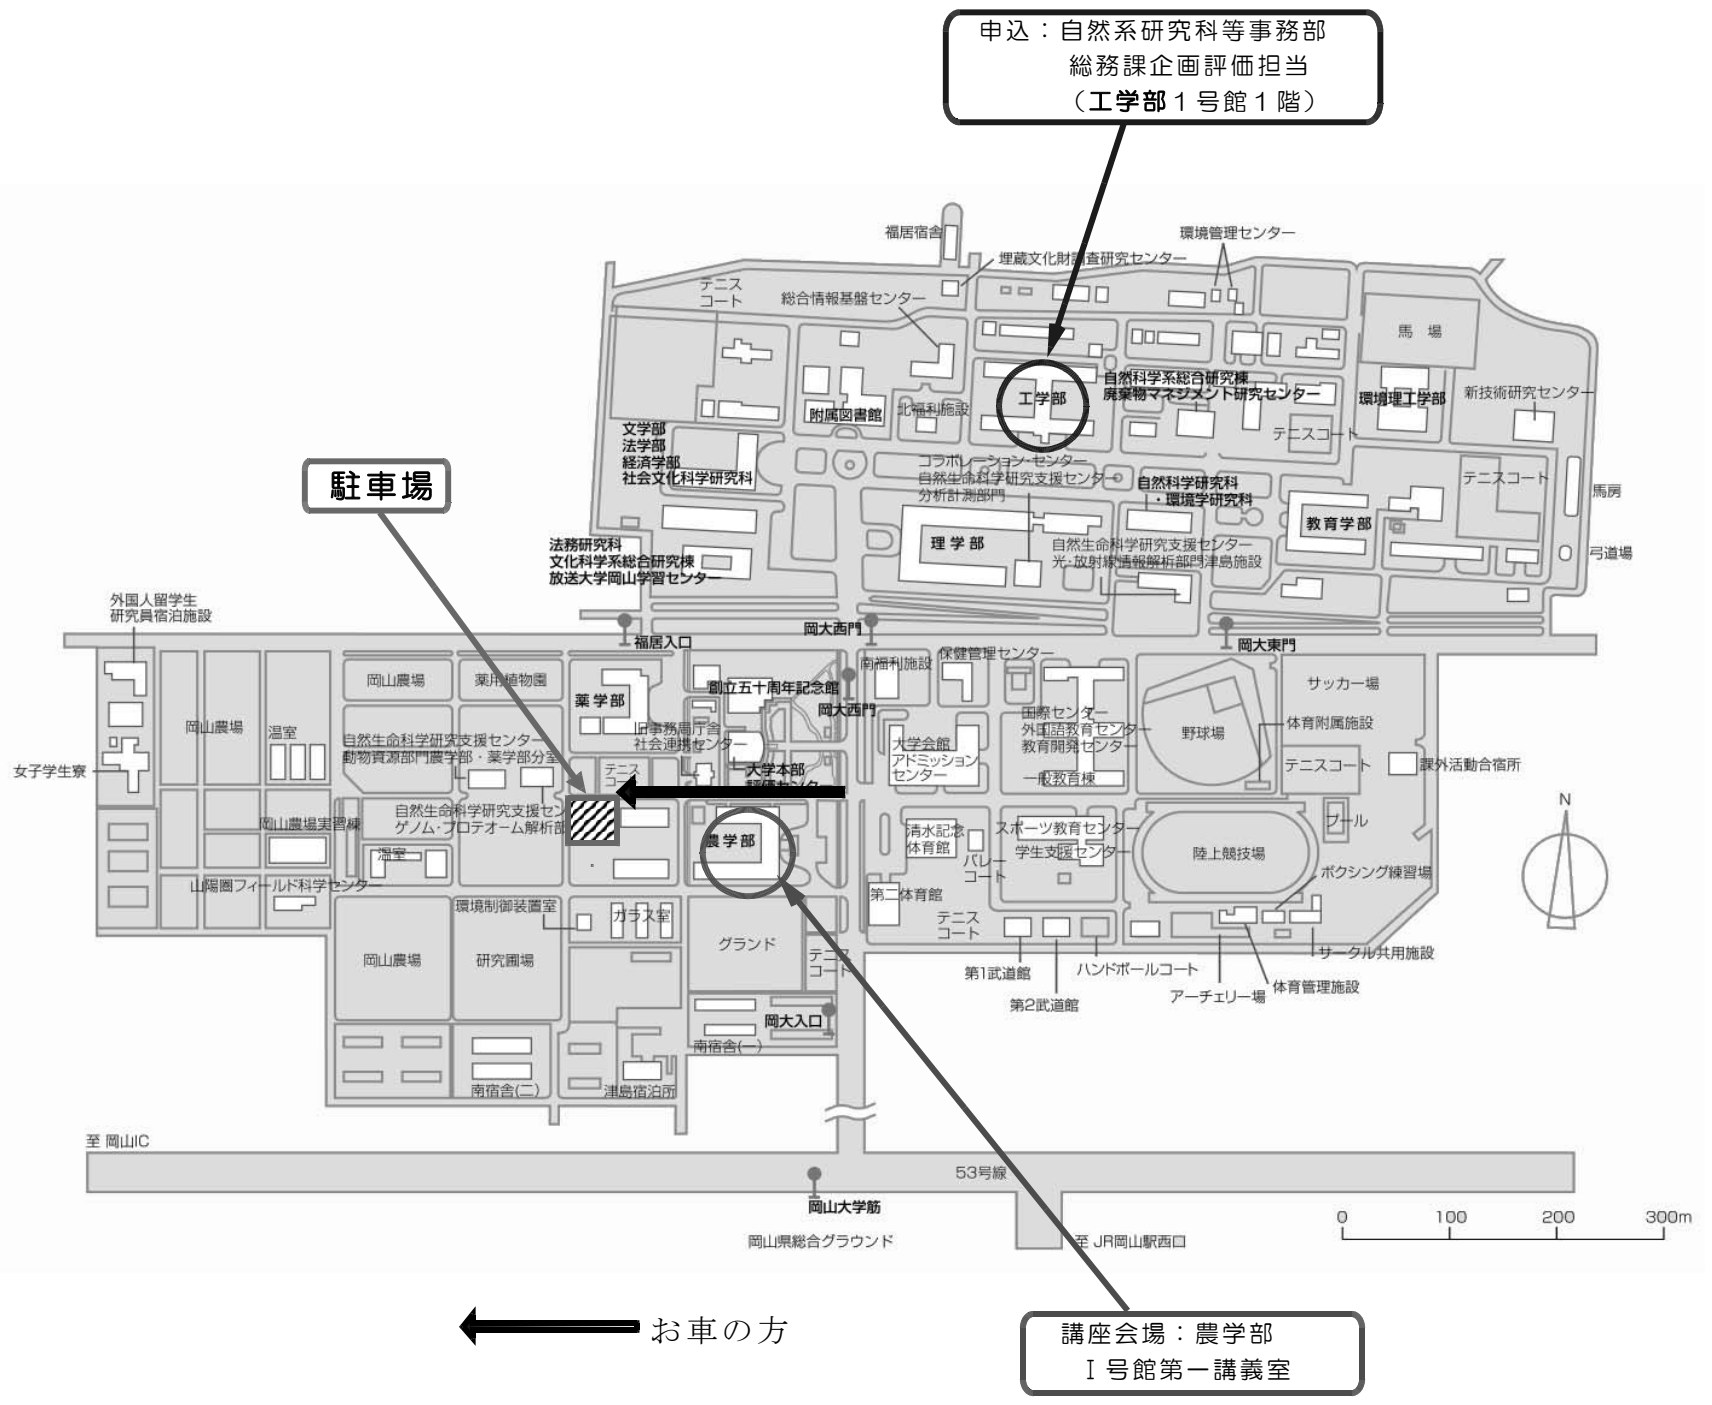 申込：自然系研究科等事務部
総務課企画評価担当
（工学部１号館１階）
福居宿舎
環境管理センター
埋蔵文化財調査研究センター
テニス
コート
総合情報基盤センター
馬　場
自然科学系総合研究棟
廃棄物マネジメント研究センター
工学部
環境理工学部
新技術研究センター
附属図書館
北福利施設
文学部
法学部
経済学部
社会文化科学研究科
テニスコート
コラボレーション・センター
自然生命科学研究支援センター
分析計測部門
テニスコート
自然科学研究科
・環境学研究科
馬房
駐車場
教育学部
理学部
法務研究科
文化科学系総合研究棟
放送大学岡山学習センター
自然生命科学研究支援センター
光・放射線情報解析部門津島施設
弓道場
外国人留学生
研究員宿泊施設
福居入口
岡大西門
岡大東門
南福利施設
保健管理センター
岡山農場
薬用植物園
創立五十周年記念館
サッカー場
薬学部
岡大西門
国際センター
外国語教育センター
教育開発センター
体育附属施設
岡山農場
温室
旧事務局庁舎
社会連携センター
野球場
自然生命科学研究支援センター
動物資源部門農学部・薬学部分室
大学会館
アドミッション
センター
女子学生寮
テニス
コート
大学本部
評価センター
一般教育棟
テニスコート
課外活動合宿所
自然生命科学研究支援セン
ゲノム・プロテオーム解析部
岡山農場実習棟
農学部
清水記念
体育館
スポーツ教育センター
学生支援センター
プール
N
温室
バレー
コート
陸上競技場
ボクシング練習場
山陽圏フィールド科学センター
第二体育館
環境制御装置室
ガラス室
テニス
コート
グランド
岡山農場
研究圃場
テニス
コート
第1武道館
ハンドボールコート
サークル共用施設
第2武道館
アーチェリー場
体育管理施設
岡大入口
南宿舎(一)
南宿舎(二)
津島宿泊所
至 岡山IC
53号線
岡山大学筋
岡山県総合グラウンド
至 JR岡山駅西口
0 100 200 300m
お車の方
講座会場：農学部
Ⅰ号館第一講義室